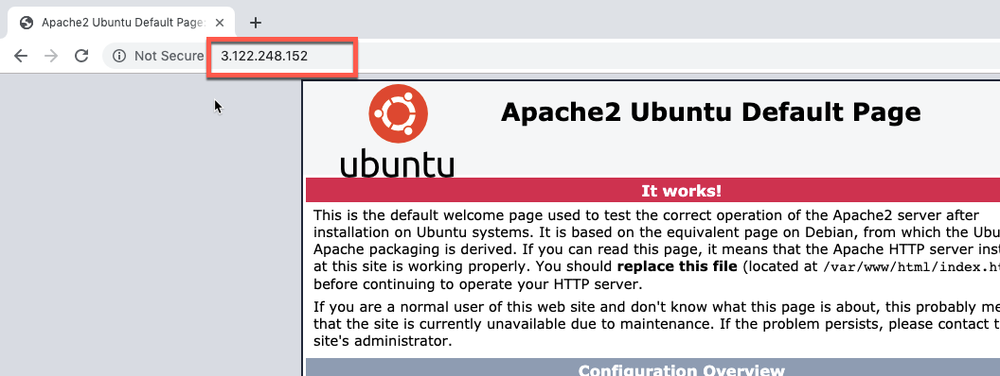 Apache2 Ubuntu Default Page:
Not Secure 3.122.248.152
ubuntu
Apache2 Ubuntu Default Page
It works!
This is the default welcome page used to test the correct operation of the Apache2 server after
installation on Ubuntu systems. It is based on the equivalent page on Debian, from which the Ubu
Apache packaging is derived. If you can read this page, it means that the Apache HTTP server inst
at this site is working properly. You should replace this file (located at /var/www/html/index.ht
before continuing to operate your HTTP server.
If you are a normal user of this web site and don't know what this page is about, this probably me
that the site is currently unavailable due to maintenance. If the problem persists, please contact t
site's administrator.
Configuration Overview